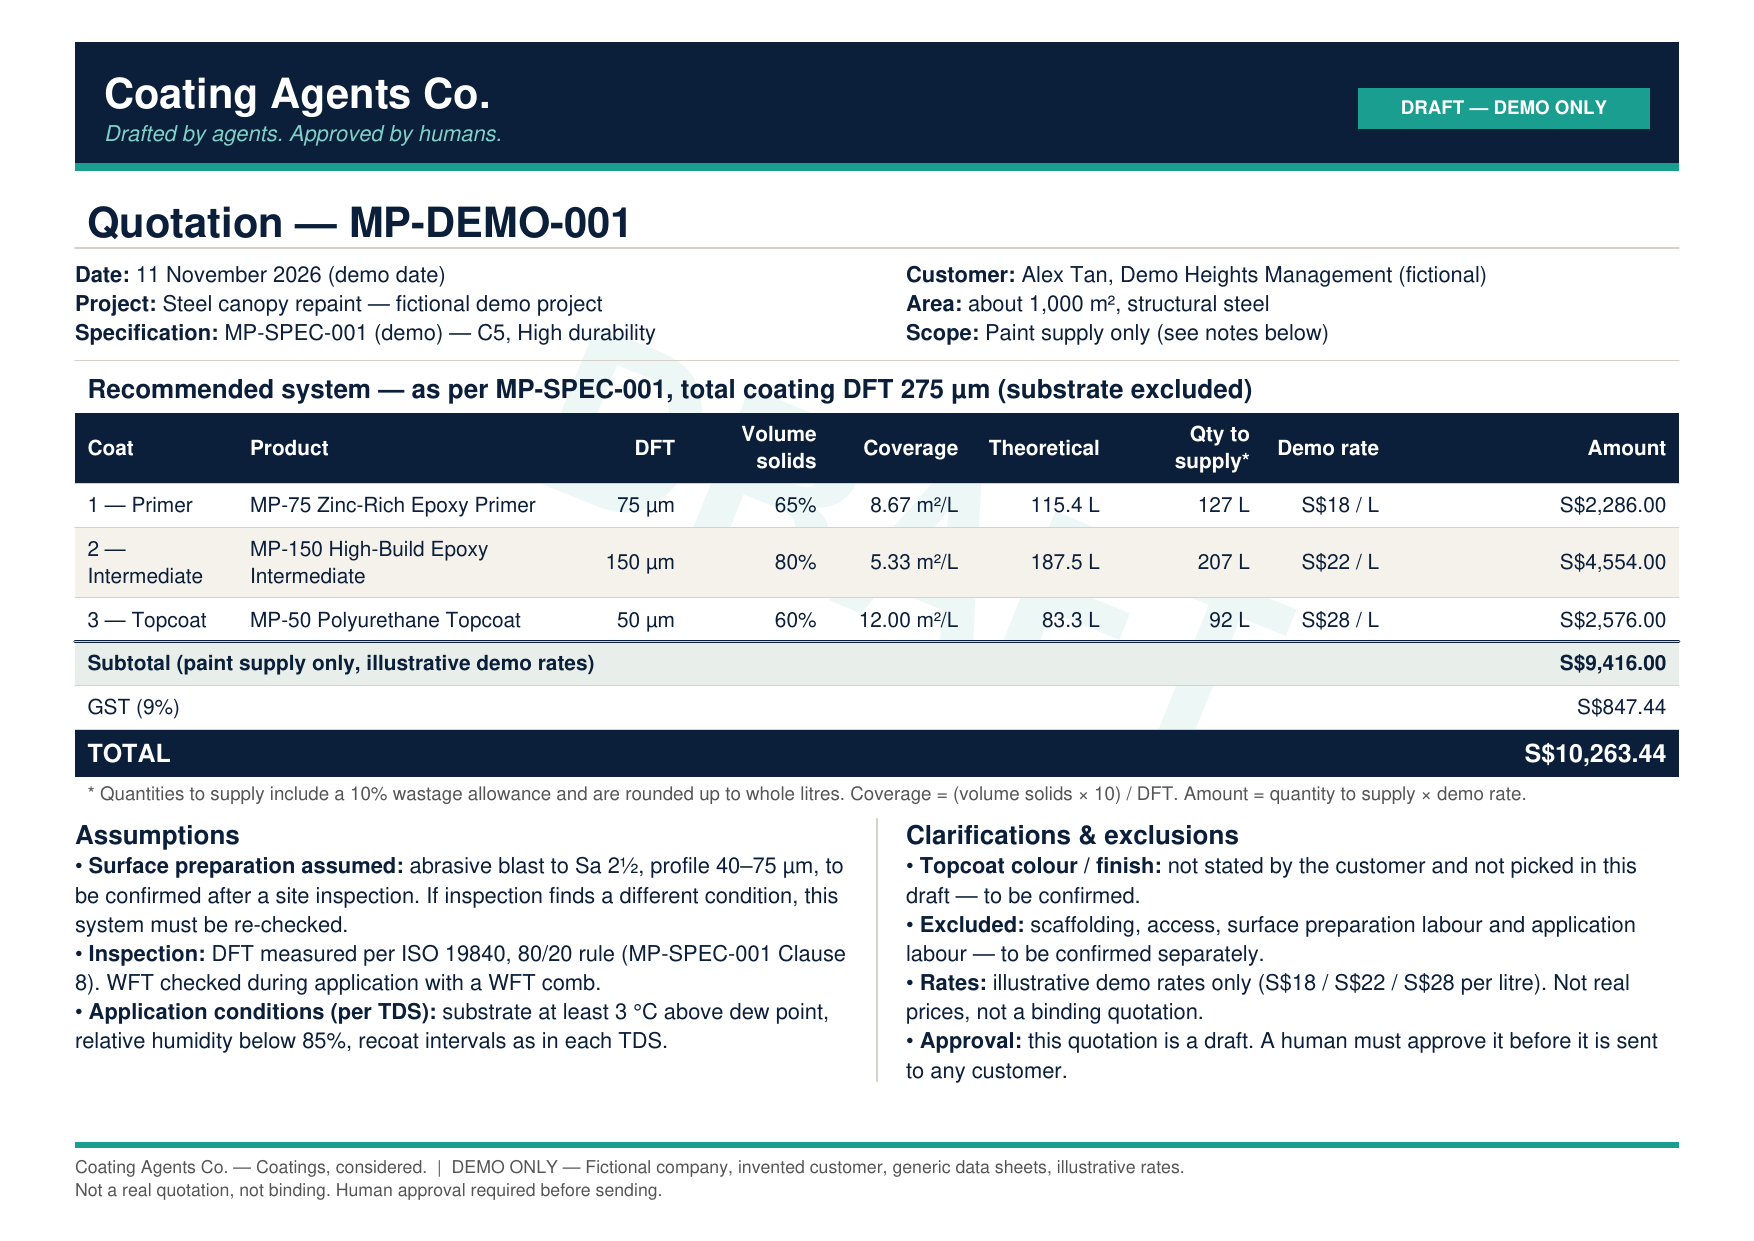 Coating Agents Co.
Drafted by agents. Approved by humans.
DRAFT — DEMO ONLY
Quotation — MP-DEMO-001
Date: 11 November 2026 (demo date)
Project: Steel canopy repaint — fictional demo project
Specification: MP-SPEC-001 (demo) — C5, High durability
Customer: Alex Tan, Demo Heights Management (fictional)
Area: about 1,000 m², structural steel
Scope: Paint supply only (see notes below)
DRAFT
Recommended system — as per MP-SPEC-001, total coating DFT 275 µm (substrate excluded)
Coat Product DFT Volume solids Coverage Theoretical Qty to supply* Demo rate Amount
1 — Primer MP-75 Zinc-Rich Epoxy Primer 75 µm 65% 8.67 m²/L 115.4 L 127 L S$18 / L S$2,286.00
2 — Intermediate MP-150 High-Build Epoxy Intermediate 150 µm 80% 5.33 m²/L 187.5 L 207 L S$22 / L S$4,554.00
3 — Topcoat MP-50 Polyurethane Topcoat 50 µm 60% 12.00 m²/L 83.3 L 92 L S$28 / L S$2,576.00
Subtotal (paint supply only, illustrative demo rates) S$9,416.00
GST (9%) S$847.44
TOTAL S$10,263.44
* Quantities to supply include a 10% wastage allowance and are rounded up to whole litres. Coverage = (volume solids × 10) / DFT. Amount = quantity to supply × demo rate.
Assumptions
• Surface preparation assumed: abrasive blast to Sa 2½, profile 40–75 µm, to
be confirmed after a site inspection. If inspection finds a different condition, this
system must be re-checked.
• Inspection: DFT measured per ISO 19840, 80/20 rule (MP-SPEC-001 Clause
8). WFT checked during application with a WFT comb.
• Application conditions (per TDS): substrate at least 3 °C above dew point,
relative humidity below 85%, recoat intervals as in each TDS.
Clarifications & exclusions
• Topcoat colour / finish: not stated by the customer and not picked in this
draft — to be confirmed.
• Excluded: scaffolding, access, surface preparation labour and application
labour — to be confirmed separately.
• Rates: illustrative demo rates only (S$18 / S$22 / S$28 per litre). Not real
prices, not a binding quotation.
• Approval: this quotation is a draft. A human must approve it before it is sent
to any customer.
Coating Agents Co. — Coatings, considered. | DEMO ONLY — Fictional company, invented customer, generic data sheets, illustrative rates.
Not a real quotation, not binding. Human approval required before sending.